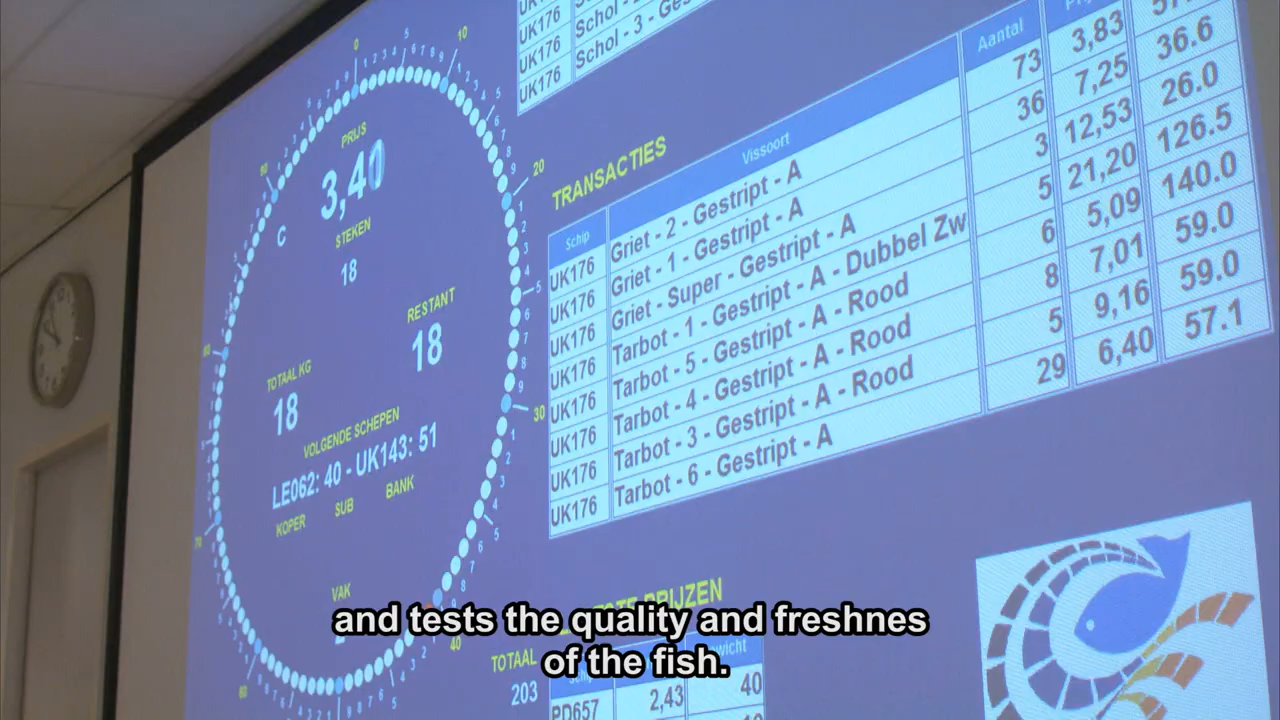 UK176 Schol -
UK176 Schol - 3 - Ges
UK176
PRIJS
3,40
C
STEKEN
18
RESTANT
18
TOTAAL KG
18
VOLGENDE SCHEPEN
LE062: 40 - UK143: 51
KOPER SUB BANK
VAK
0 10 20 30 40
TRANSACTIES
Schip Vissoort Aantal
UK176 Griet - 2 - Gestript - A 73 3,83
UK176 Griet - 1 - Gestript - A 36 7,25 36.6
UK176 Griet - Super - Gestript - A 3 12,53 26.0
UK176 Tarbot - 1 - Gestript - A - Dubbel Zw 5 21,20 126.5
UK176 Tarbot - 5 - Gestript - A - Rood 6 5,09 140.0
UK176 Tarbot - 4 - Gestript - A - Rood 8 7,01 59.0
UK176 Tarbot - 3 - Gestript - A - Rood 5 9,16 59.0
UK176 Tarbot - 6 - Gestript - A 29 6,40 57.1
PRIJZEN
TOTAAL
203
PD657 2,43 40
and tests the quality and freshnes
of the fish.